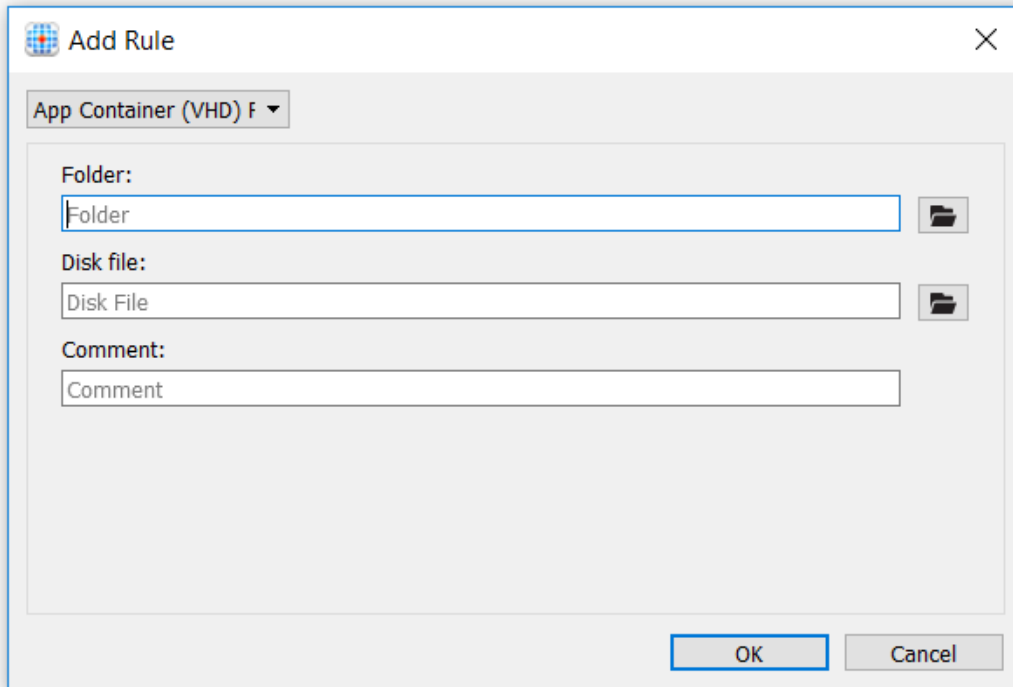 Add Rule
App Container (VHD) F
Folder:
Folder
Disk file:
Disk File
Comment:
Comment
OK Cancel